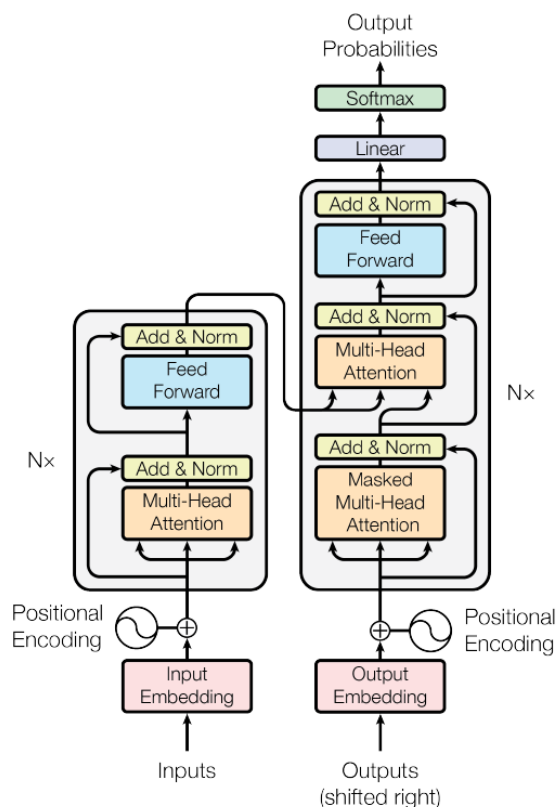 Output
Probabilities
Softmax
Linear
Add & Norm
Feed
Forward
Add & Norm
Multi-Head
Attention
Add & Norm
Masked
Multi-Head
Attention
N×
Positional
Encoding
Output
Embedding
Outputs
(shifted right)
Add & Norm
Feed
Forward
Add & Norm
Multi-Head
Attention
N×
Positional
Encoding
Input
Embedding
Inputs